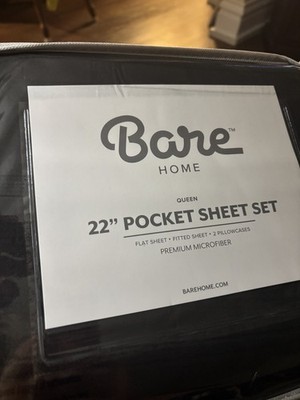 Bare™
HOME
QUEEN
22” POCKET SHEET SET
FLAT SHEET • FITTED SHEET • 2 PILLOWCASES
PREMIUM MICROFIBER
BAREHOME.COM